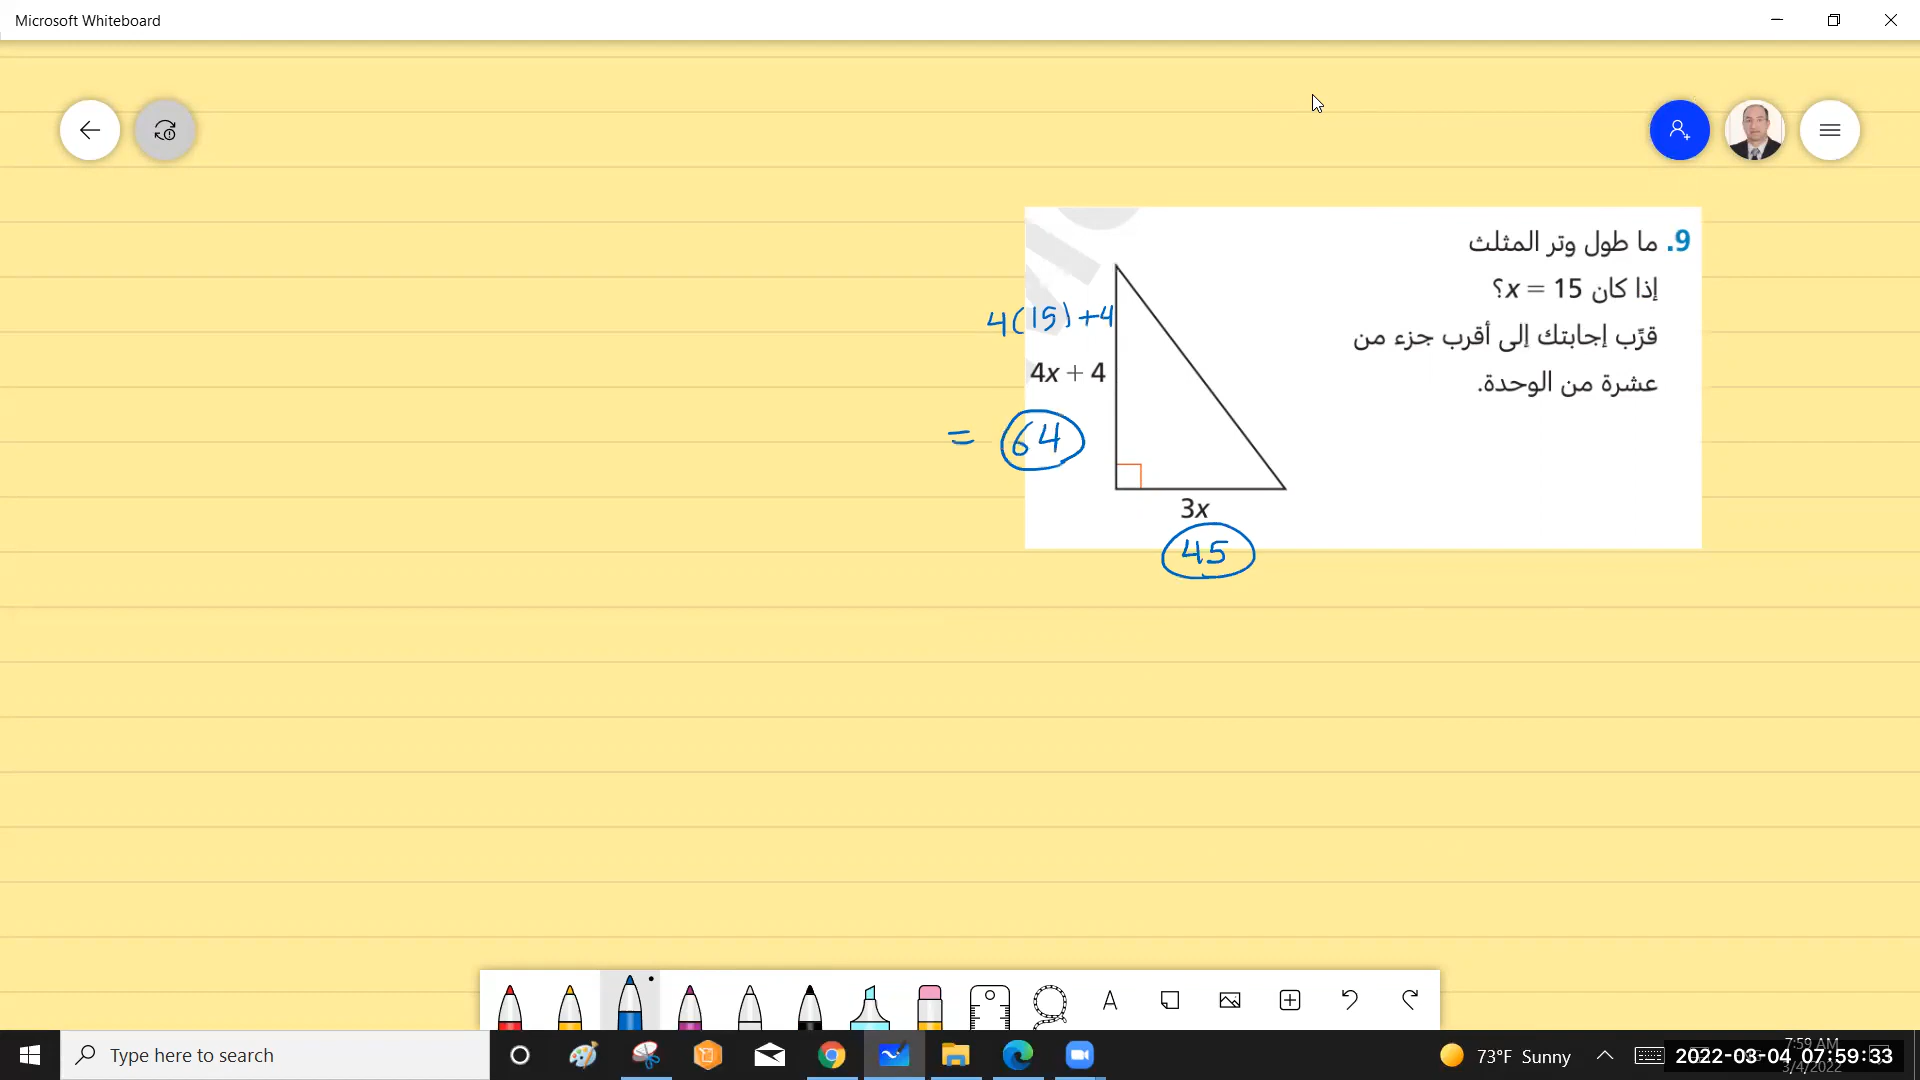 Microsoft Whiteboard
9. ما طول وتر المثلث
إذا كان x = 15؟
قرِّب إجابتك إلى أقرب جزء من
عشرة من الوحدة.
4(15)+4
4x + 4
= 64
3x
45
A
Type here to search
73°F Sunny
7:59 AM
2022-03-04 07:59:33
3/4/2022